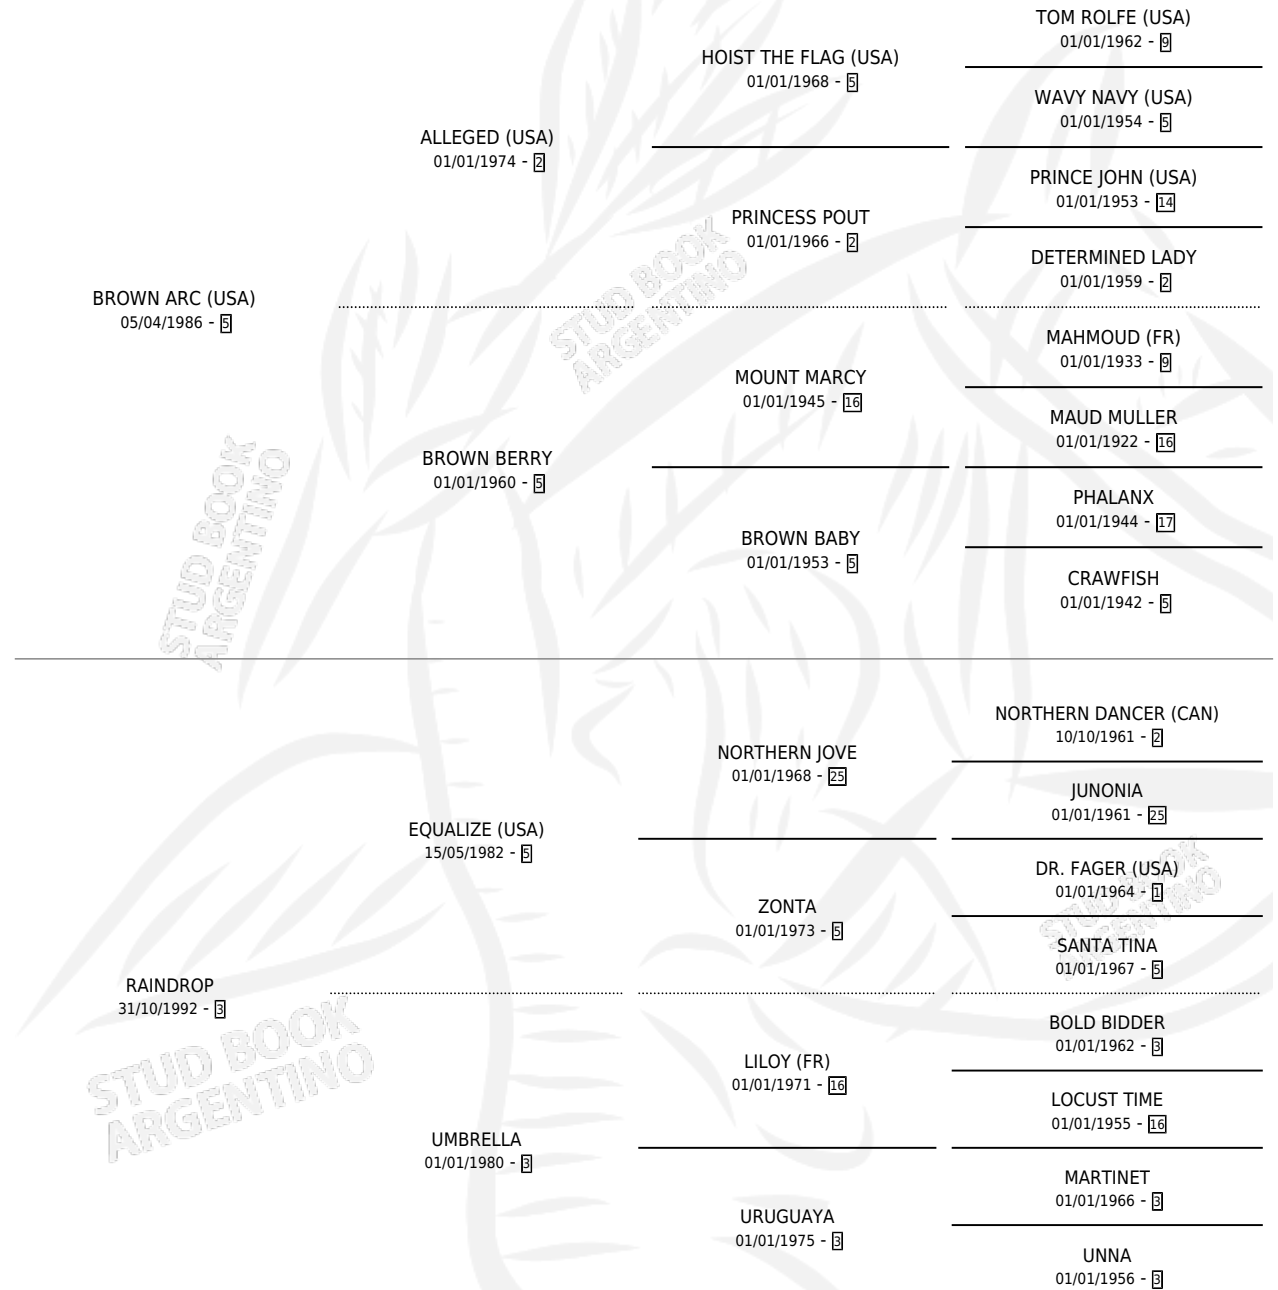 TOM ROLFE (USA)
01/01/1962 - 9
HOIST THE FLAG (USA)
01/01/1968 - 5
WAVY NAVY (USA)
01/01/1954 - 5
ALLEGED (USA)
01/01/1974 - 2
PRINCE JOHN (USA)
01/01/1953 - 14
PRINCESS POUT
01/01/1966 - 2
DETERMINED LADY
01/01/1959 - 2
BROWN ARC (USA)
05/04/1986 - 5
MAHMOUD (FR)
01/01/1933 - 9
MOUNT MARCY
01/01/1945 - 16
MAUD MULLER
01/01/1922 - 16
BROWN BERRY
01/01/1960 - 5
PHALANX
01/01/1944 - 17
BROWN BABY
01/01/1953 - 5
CRAWFISH
01/01/1942 - 5
STUD BOOK
ARGENTINO
STUD BOOK
ARGENTINO
NORTHERN DANCER (CAN)
10/10/1961 - 2
NORTHERN JOVE
01/01/1968 - 25
JUNONIA
01/01/1961 - 25
EQUALIZE (USA)
15/05/1982 - 5
DR. FAGER (USA)
01/01/1964 - 1
ZONTA
01/01/1973 - 5
SANTA TINA
01/01/1967 - 5
STUD BOOK
ARGENTINO
RAINDROP
31/10/1992 - 3
BOLD BIDDER
01/01/1962 - 3
LILOY (FR)
01/01/1971 - 16
LOCUST TIME
01/01/1955 - 16
STUD BOOK
ARGENTINO
UMBRELLA
01/01/1980 - 3
MARTINET
01/01/1966 - 3
URUGUAYA
01/01/1975 - 3
UNNA
01/01/1956 - 3